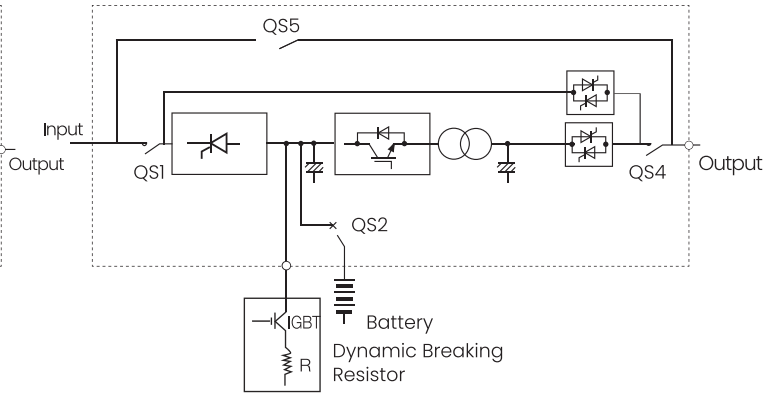 QS5
Input
Output
QS1
QS4
Output
QS2
IGBT
R
Battery
Dynamic Breaking
Resistor